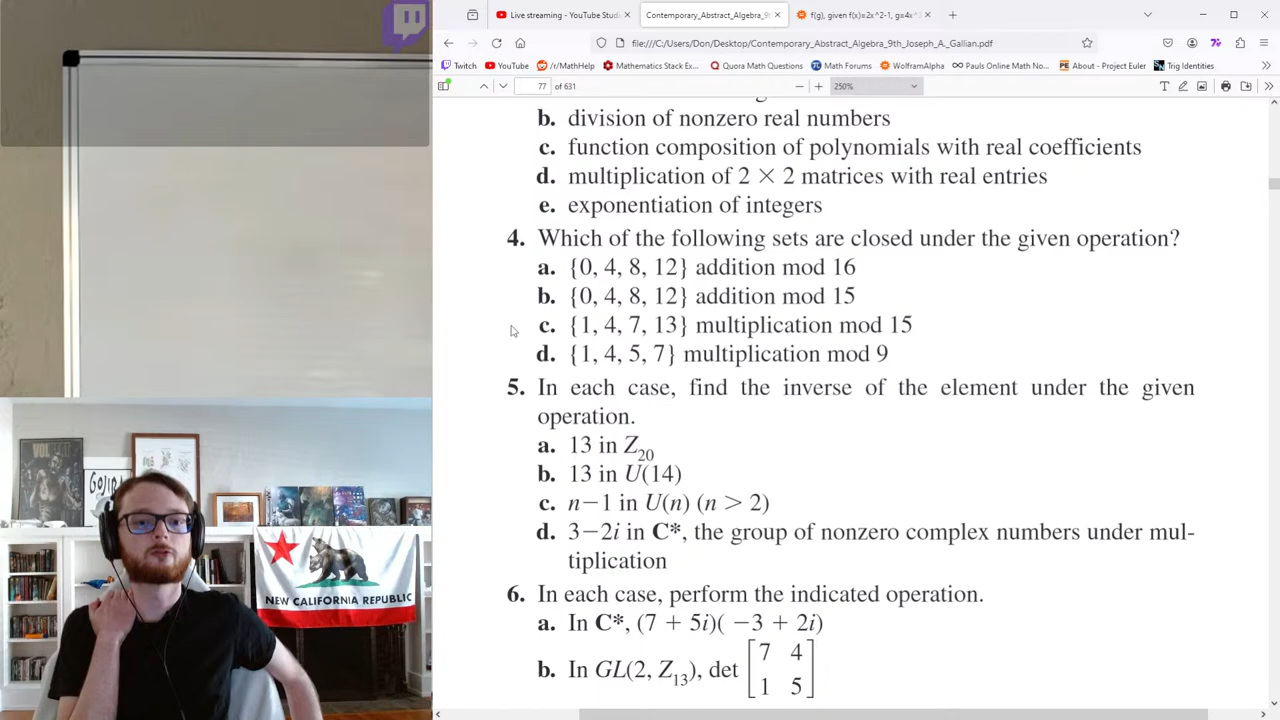 Live streaming - YouTube Studi
Contemporary_Abstract_Algebra_9t
f(g), given f(x)=2x^2-1, g=4x^3
file:///C:/Users/Don/Desktop/Contemporary_Abstract_Algebra_9th_Joseph_A._Gallian.pdf
Twitch
YouTube
/r/MathHelp
Mathematics Stack Ex...
Quora Math Questions
Math Forums
WolframAlpha
Pauls Online Math No...
About - Project Euler
Trig Identities
77 of 631
250%
b. division of nonzero real numbers
c. function composition of polynomials with real coefficients
d. multiplication of 2 × 2 matrices with real entries
e. exponentiation of integers
4. Which of the following sets are closed under the given operation?
a. {0, 4, 8, 12} addition mod 16
b. {0, 4, 8, 12} addition mod 15
c. {1, 4, 7, 13} multiplication mod 15
d. {1, 4, 5, 7} multiplication mod 9
5. In each case, find the inverse of the element under the given
operation.
a. 13 in Z₂₀
b. 13 in U(14)
c. n−1 in U(n) (n > 2)
d. 3−2i in C*, the group of nonzero complex numbers under mul-
tiplication
6. In each case, perform the indicated operation.
a. In C*, (7 + 5i)( −3 + 2i)
b. In GL(2, Z₁₃), det [7 4
1 5]
GOJIRA
NEW CALIFORNIA REPUBLIC